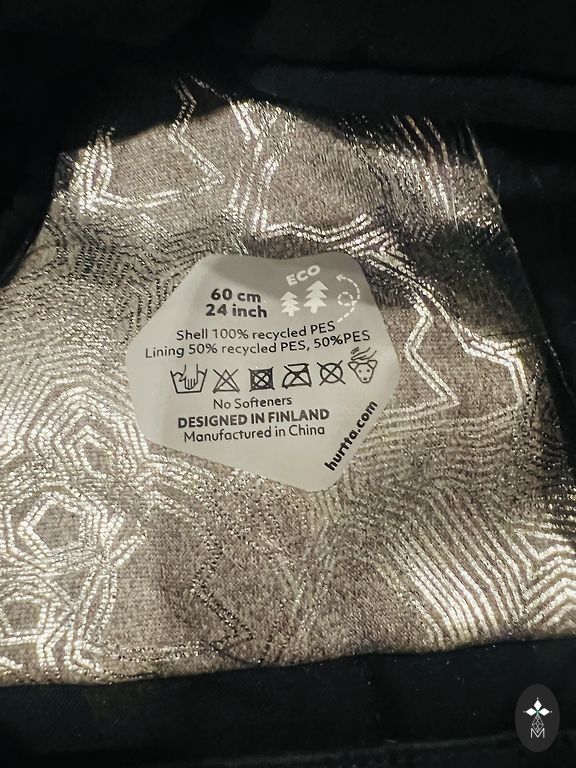 ECO
60 cm
24 inch
Shell 100% recycled PES
Lining 50% recycled PES, 50%PES
No Softeners
DESIGNED IN FINLAND
Manufactured in China
hurtta.com
M